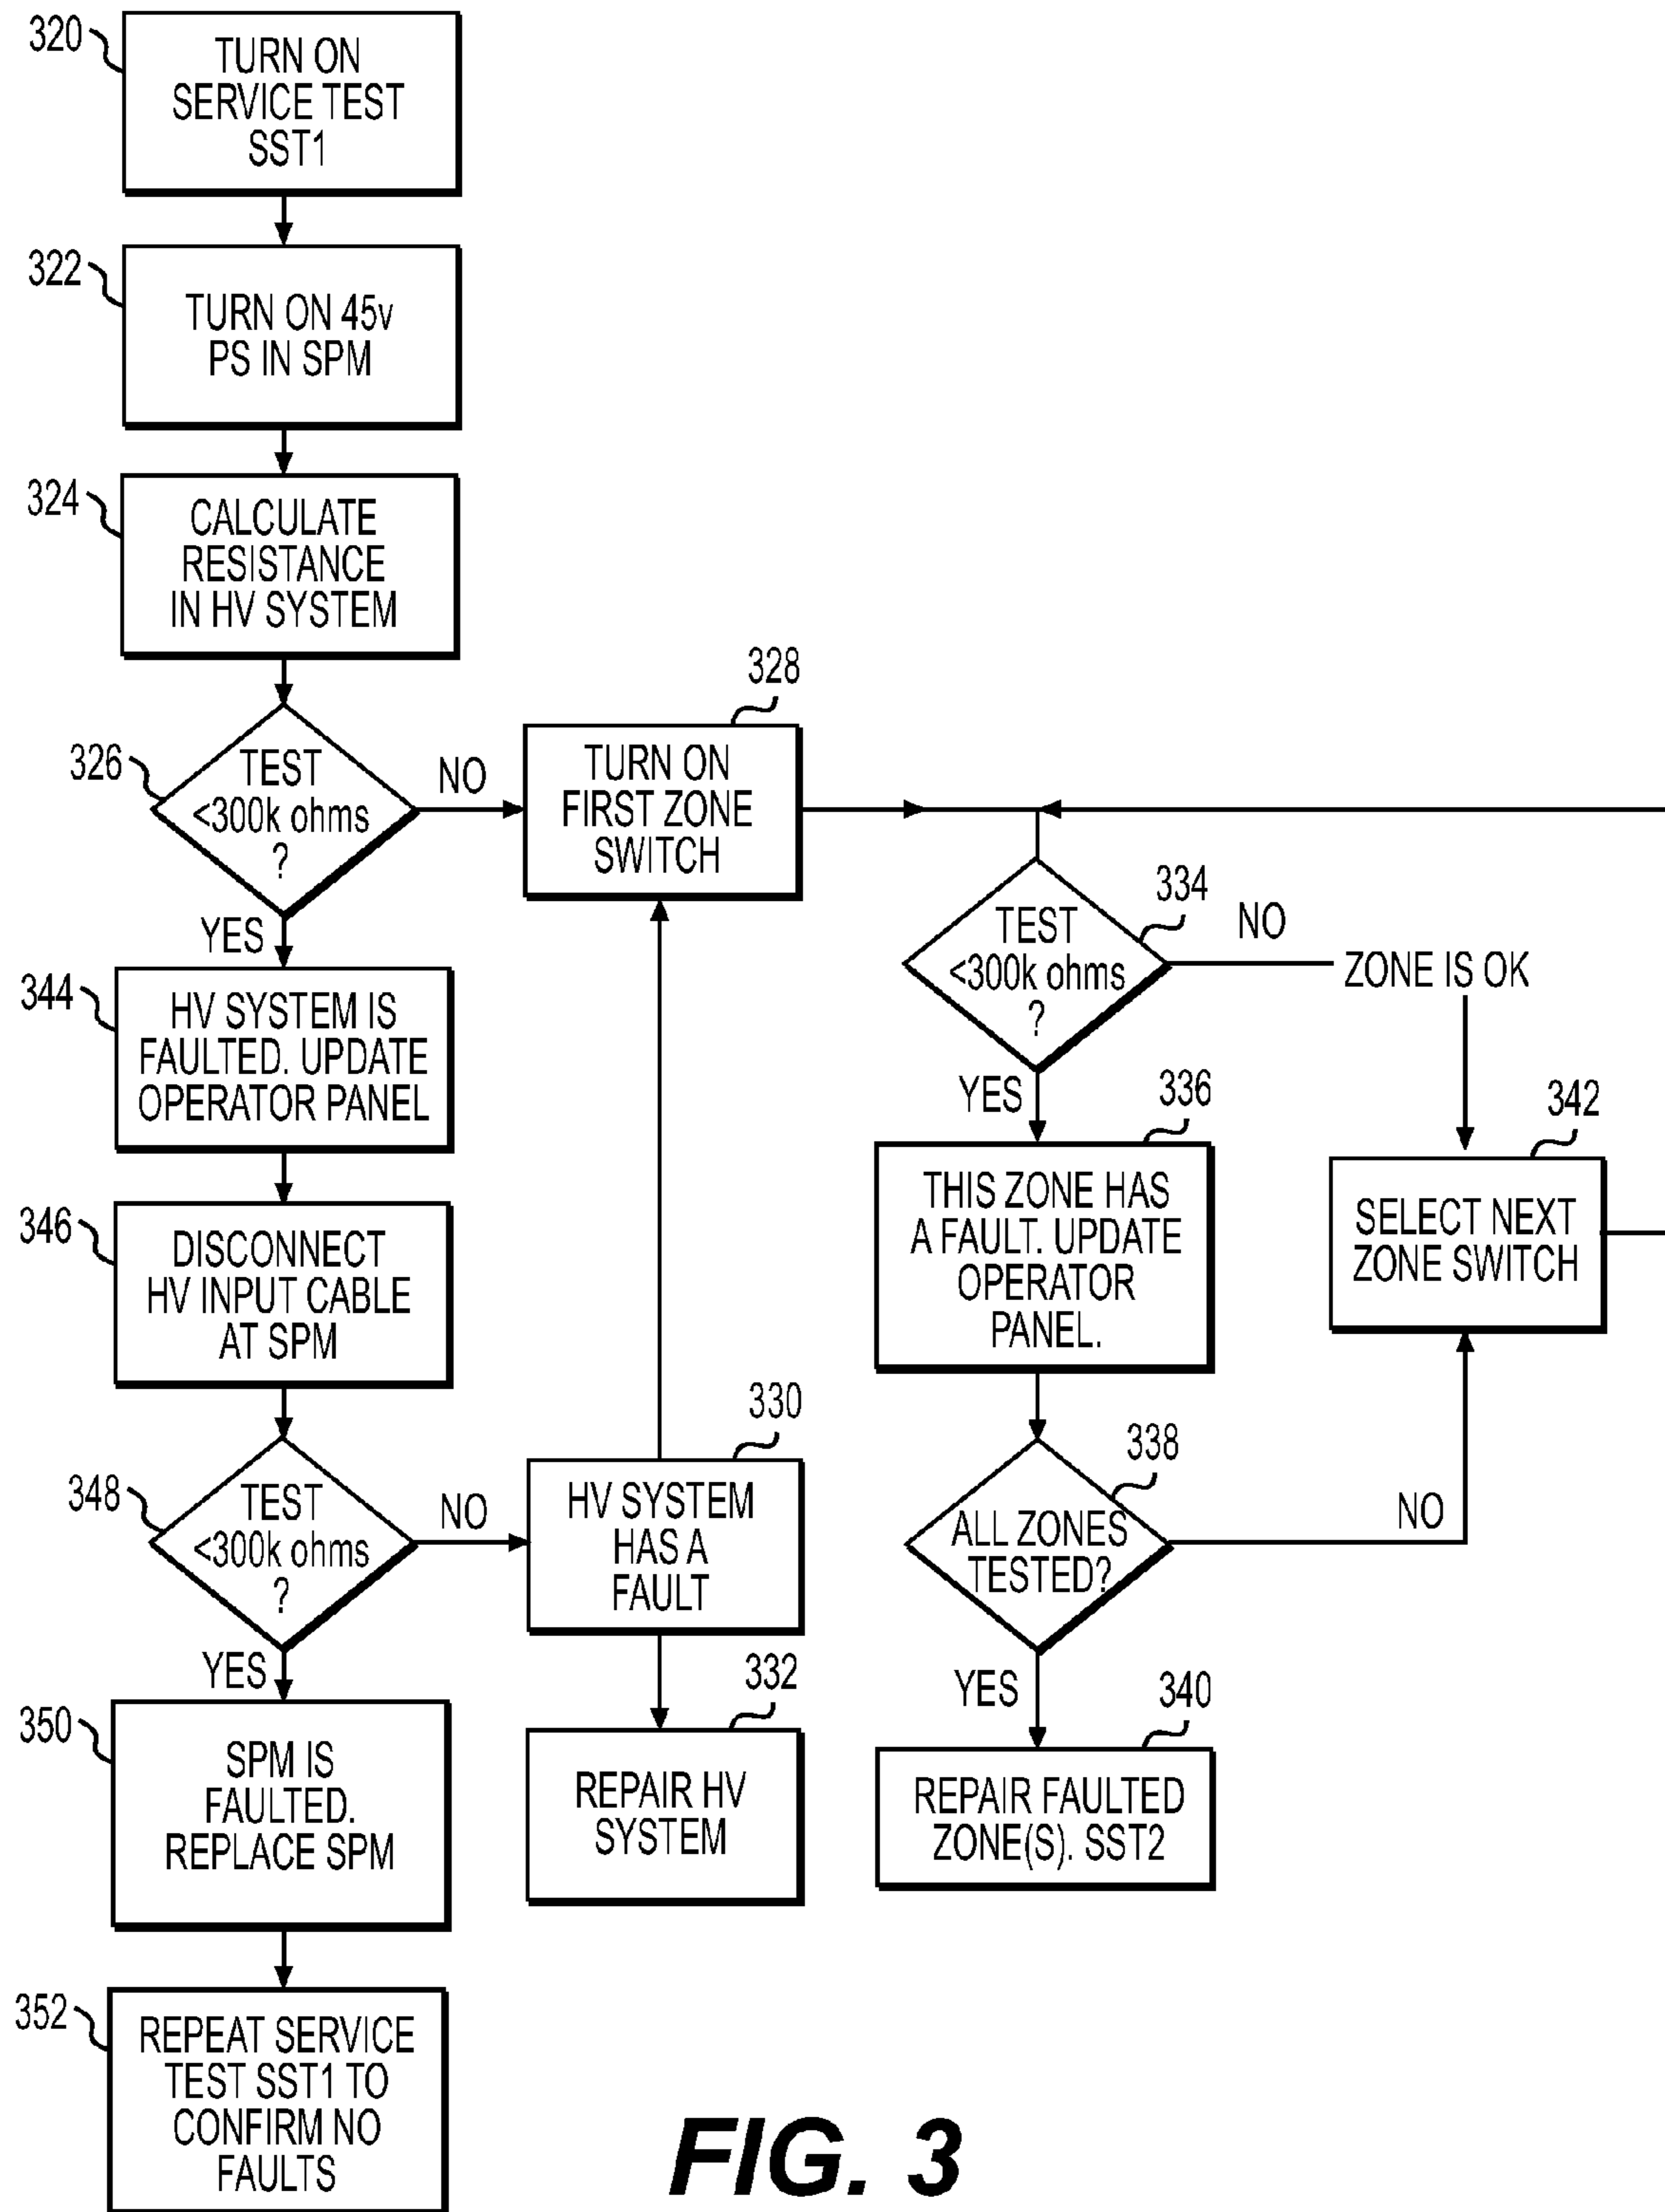 320
TURN ON
SERVICE TEST
SST1
322
TURN ON 45v
PS IN SPM
324
CALCULATE
RESISTANCE
IN HV SYSTEM
326
TEST
<300k ohms
?
NO
YES
328
TURN ON
FIRST ZONE
SWITCH
334
TEST
<300k ohms
?
NO
ZONE IS OK
YES
344
HV SYSTEM IS
FAULTED. UPDATE
OPERATOR PANEL
336
THIS ZONE HAS
A FAULT. UPDATE
OPERATOR
PANEL.
342
SELECT NEXT
ZONE SWITCH
346
DISCONNECT
HV INPUT CABLE
AT SPM
348
TEST
<300k ohms
?
NO
YES
330
HV SYSTEM
HAS A
FAULT
338
ALL ZONES
TESTED?
NO
YES
332
REPAIR HV
SYSTEM
340
REPAIR FAULTED
ZONE(S). SST2
350
SPM IS
FAULTED.
REPLACE SPM
352
REPEAT SERVICE
TEST SST1 TO
CONFIRM NO
FAULTS
FIG. 3